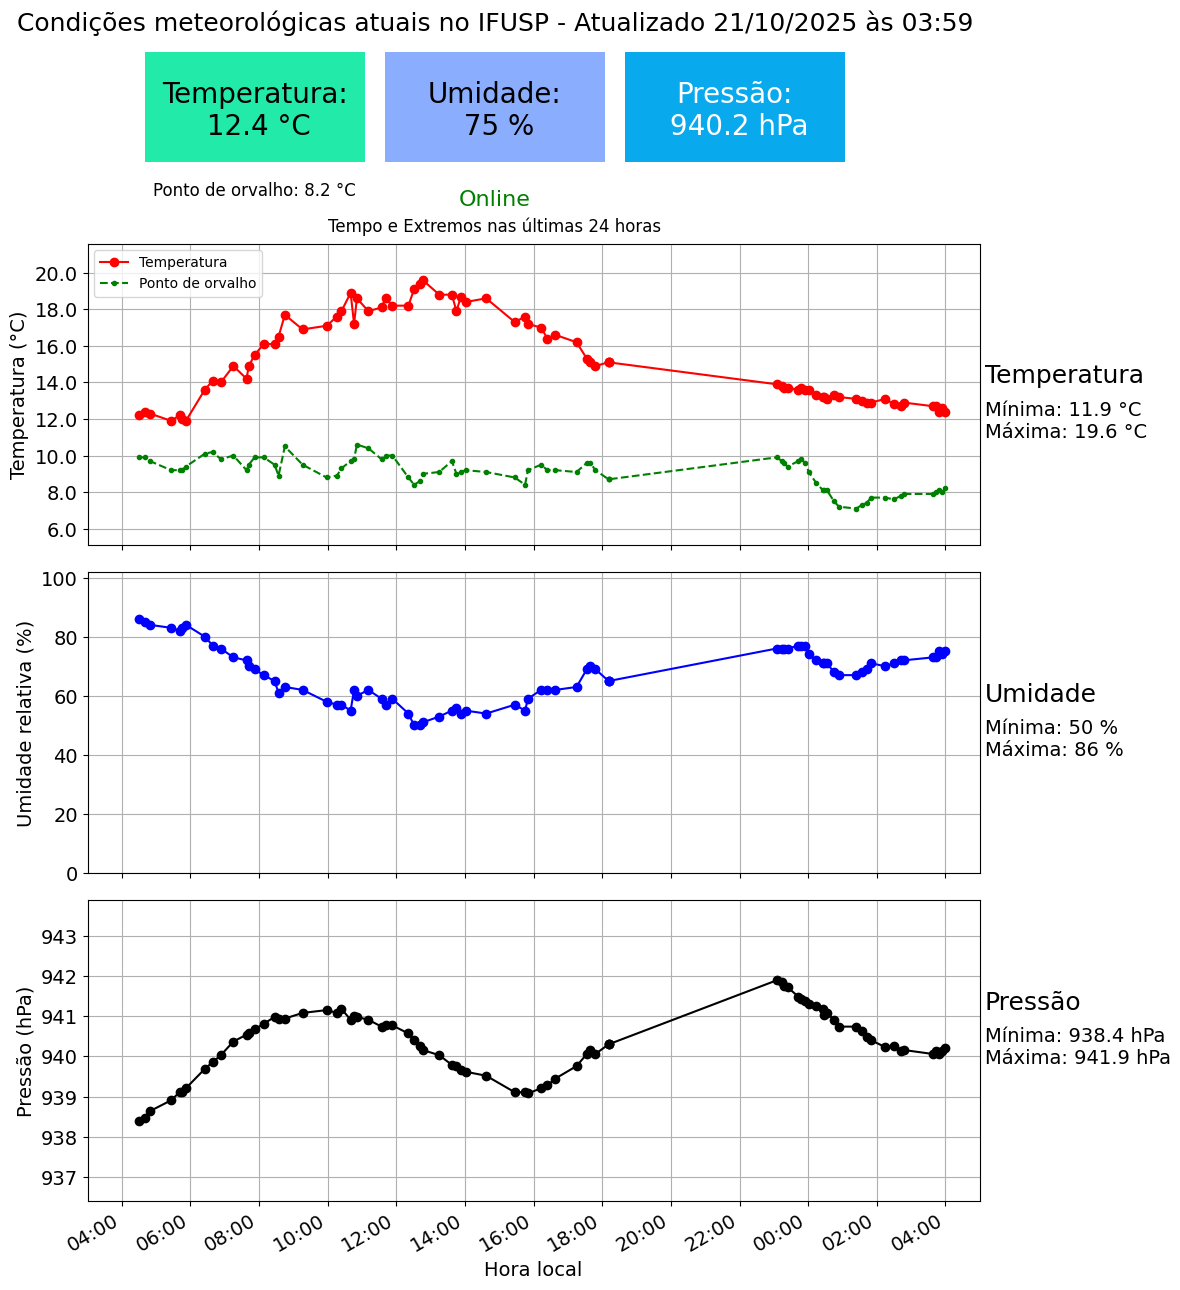 Condições meteorológicas atuais no IFUSP - Atualizado 21/10/2025 às 03:59
Temperatura:
12.4 °C
Umidade:
75 %
Pressão:
940.2 hPa
Ponto de orvalho: 8.2 °C
Online
Tempo e Extremos nas últimas 24 horas
Temperatura
Ponto de orvalho
Temperatura (°C)
20.0
18.0
16.0
14.0
12.0
10.0
8.0
6.0
Temperatura
Mínima: 11.9 °C
Máxima: 19.6 °C
Umidade relativa (%)
100
80
60
40
20
0
Umidade
Mínima: 50 %
Máxima: 86 %
Pressão (hPa)
943
942
941
940
939
938
937
Pressão
Mínima: 938.4 hPa
Máxima: 941.9 hPa
04:00
06:00
08:00
10:00
12:00
14:00
16:00
18:00
20:00
22:00
00:00
02:00
04:00
Hora local